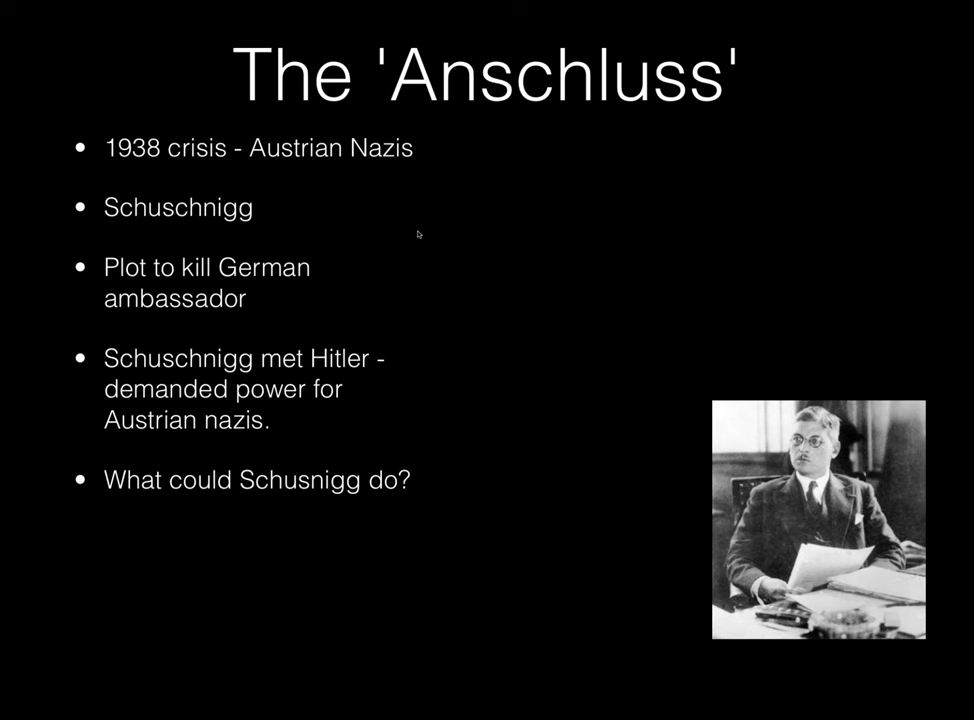 The 'Anschluss'
• 1938 crisis - Austrian Nazis
• Schuschnigg
• Plot to kill German
ambassador
• Schuschnigg met Hitler -
demanded power for
Austrian nazis.
• What could Schusnigg do?